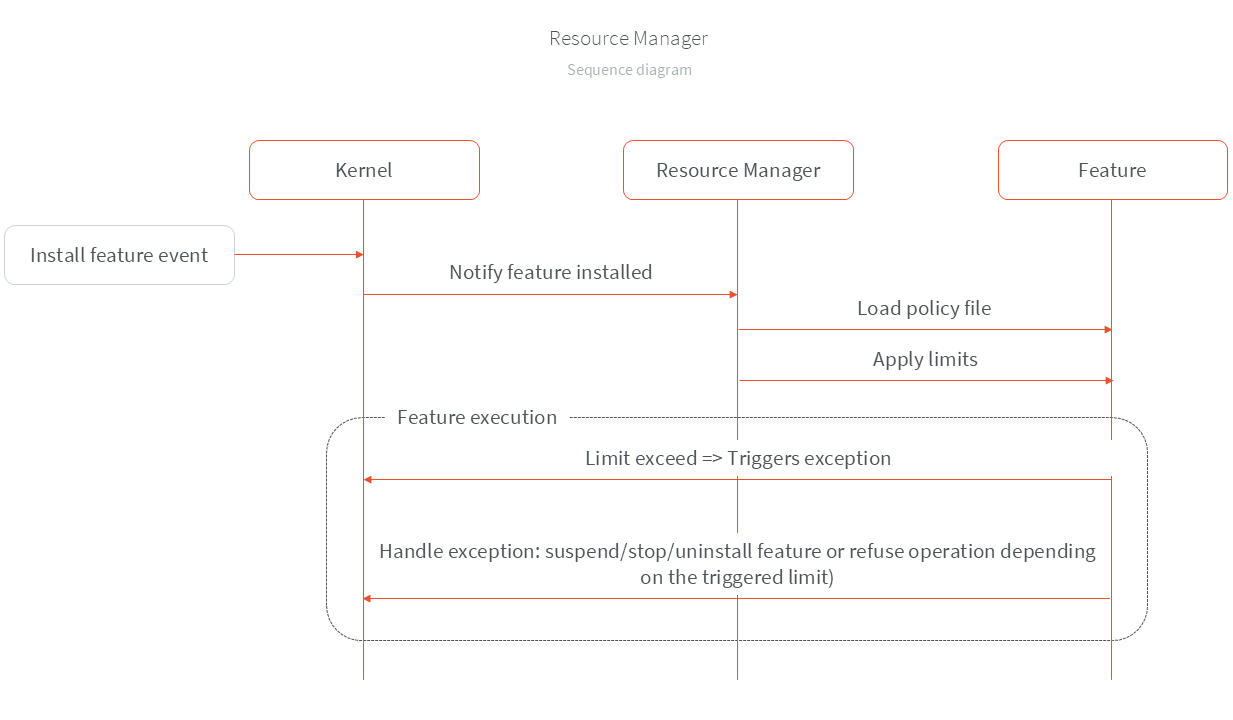 Resource Manager
Sequence diagram
Kernel
Resource Manager
Feature
Install feature event
Notify feature installed
Load policy file
Apply limits
Feature execution
Limit exceed => Triggers exception
Handle exception: suspend/stop/uninstall feature or refuse operation depending
on the triggered limit)